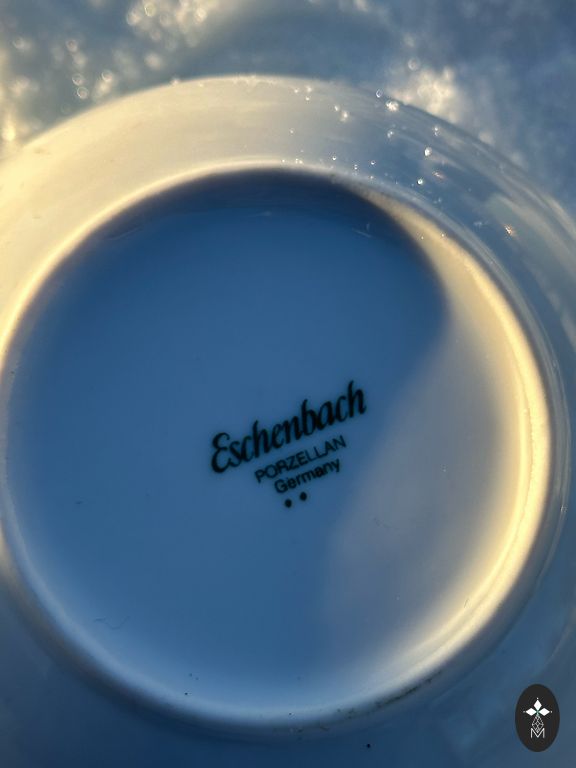 Eschenbach
PORZELLAN
Germany
M